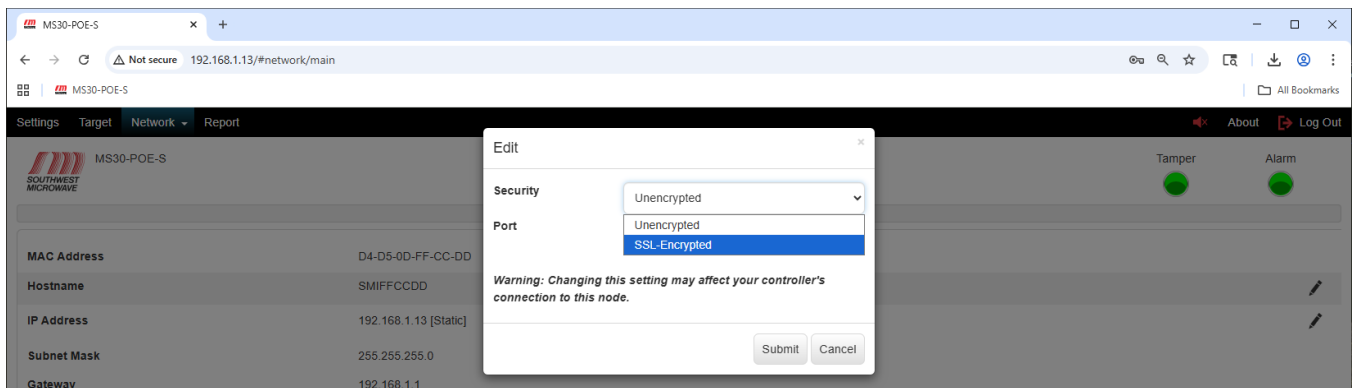 MS30-POE-S
Not secure 192.168.1.13/#network/main
MS30-POE-S All Bookmarks
Settings Target Network Report About Log Out
SOUTHWEST
MICROWAVE
MS30-POE-S
Tamper Alarm
Edit
Security Unencrypted
Unencrypted
SSL-Encrypted
Port
Warning: Changing this setting may affect your controller's
connection to this node.
Submit Cancel
MAC Address D4-D5-0D-FF-CC-DD
Hostname SMIFFCCDD
IP Address 192.168.1.13 [Static]
Subnet Mask 255.255.255.0
Gateway 192.168.1.1